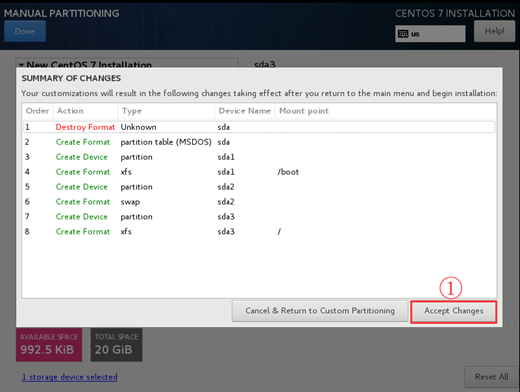 MANUAL PARTITIONING
CENTOS 7 INSTALLATION
Done
us
Help!
New CentOS 7 Installation
sda3
SUMMARY OF CHANGES
Your customizations will result in the following changes taking effect after you return to the main menu and begin installation:
Order Action Type Device Name Mount point
1 Destroy Format Unknown sda
2 Create Format partition table (MSDOS) sda
3 Create Device partition sda1
4 Create Format xfs sda1 /boot
5 Create Device partition sda2
6 Create Format swap sda2
7 Create Device partition sda3
8 Create Format xfs sda3 /
①
Cancel & Return to Custom Partitioning
Accept Changes
AVAILABLE SPACE
992.5 KiB
TOTAL SPACE
20 GiB
1 storage device selected
Reset All